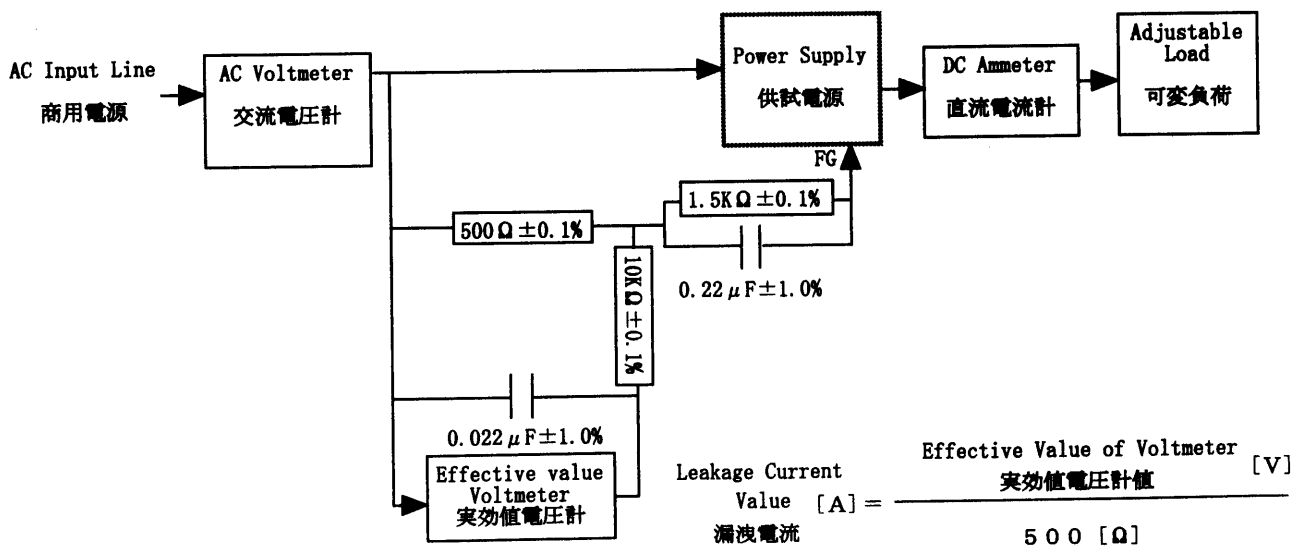 AC Input Line
商用電源
AC Voltmeter
交流電圧計
Power Supply
供試電源
DC Ammeter
直流電流計
Adjustable
Load
可変負荷
FG
1.5KΩ±0.1%
500Ω±0.1%
0.22μF±1.0%
10KΩ±0.1%
0.022μF±1.0%
Effective value
Voltmeter
実効値電圧計
Leakage Current
Value [A]=
漏洩電流
Effective Value of Voltmeter
実効値電圧計値 [V]
500 [Ω]